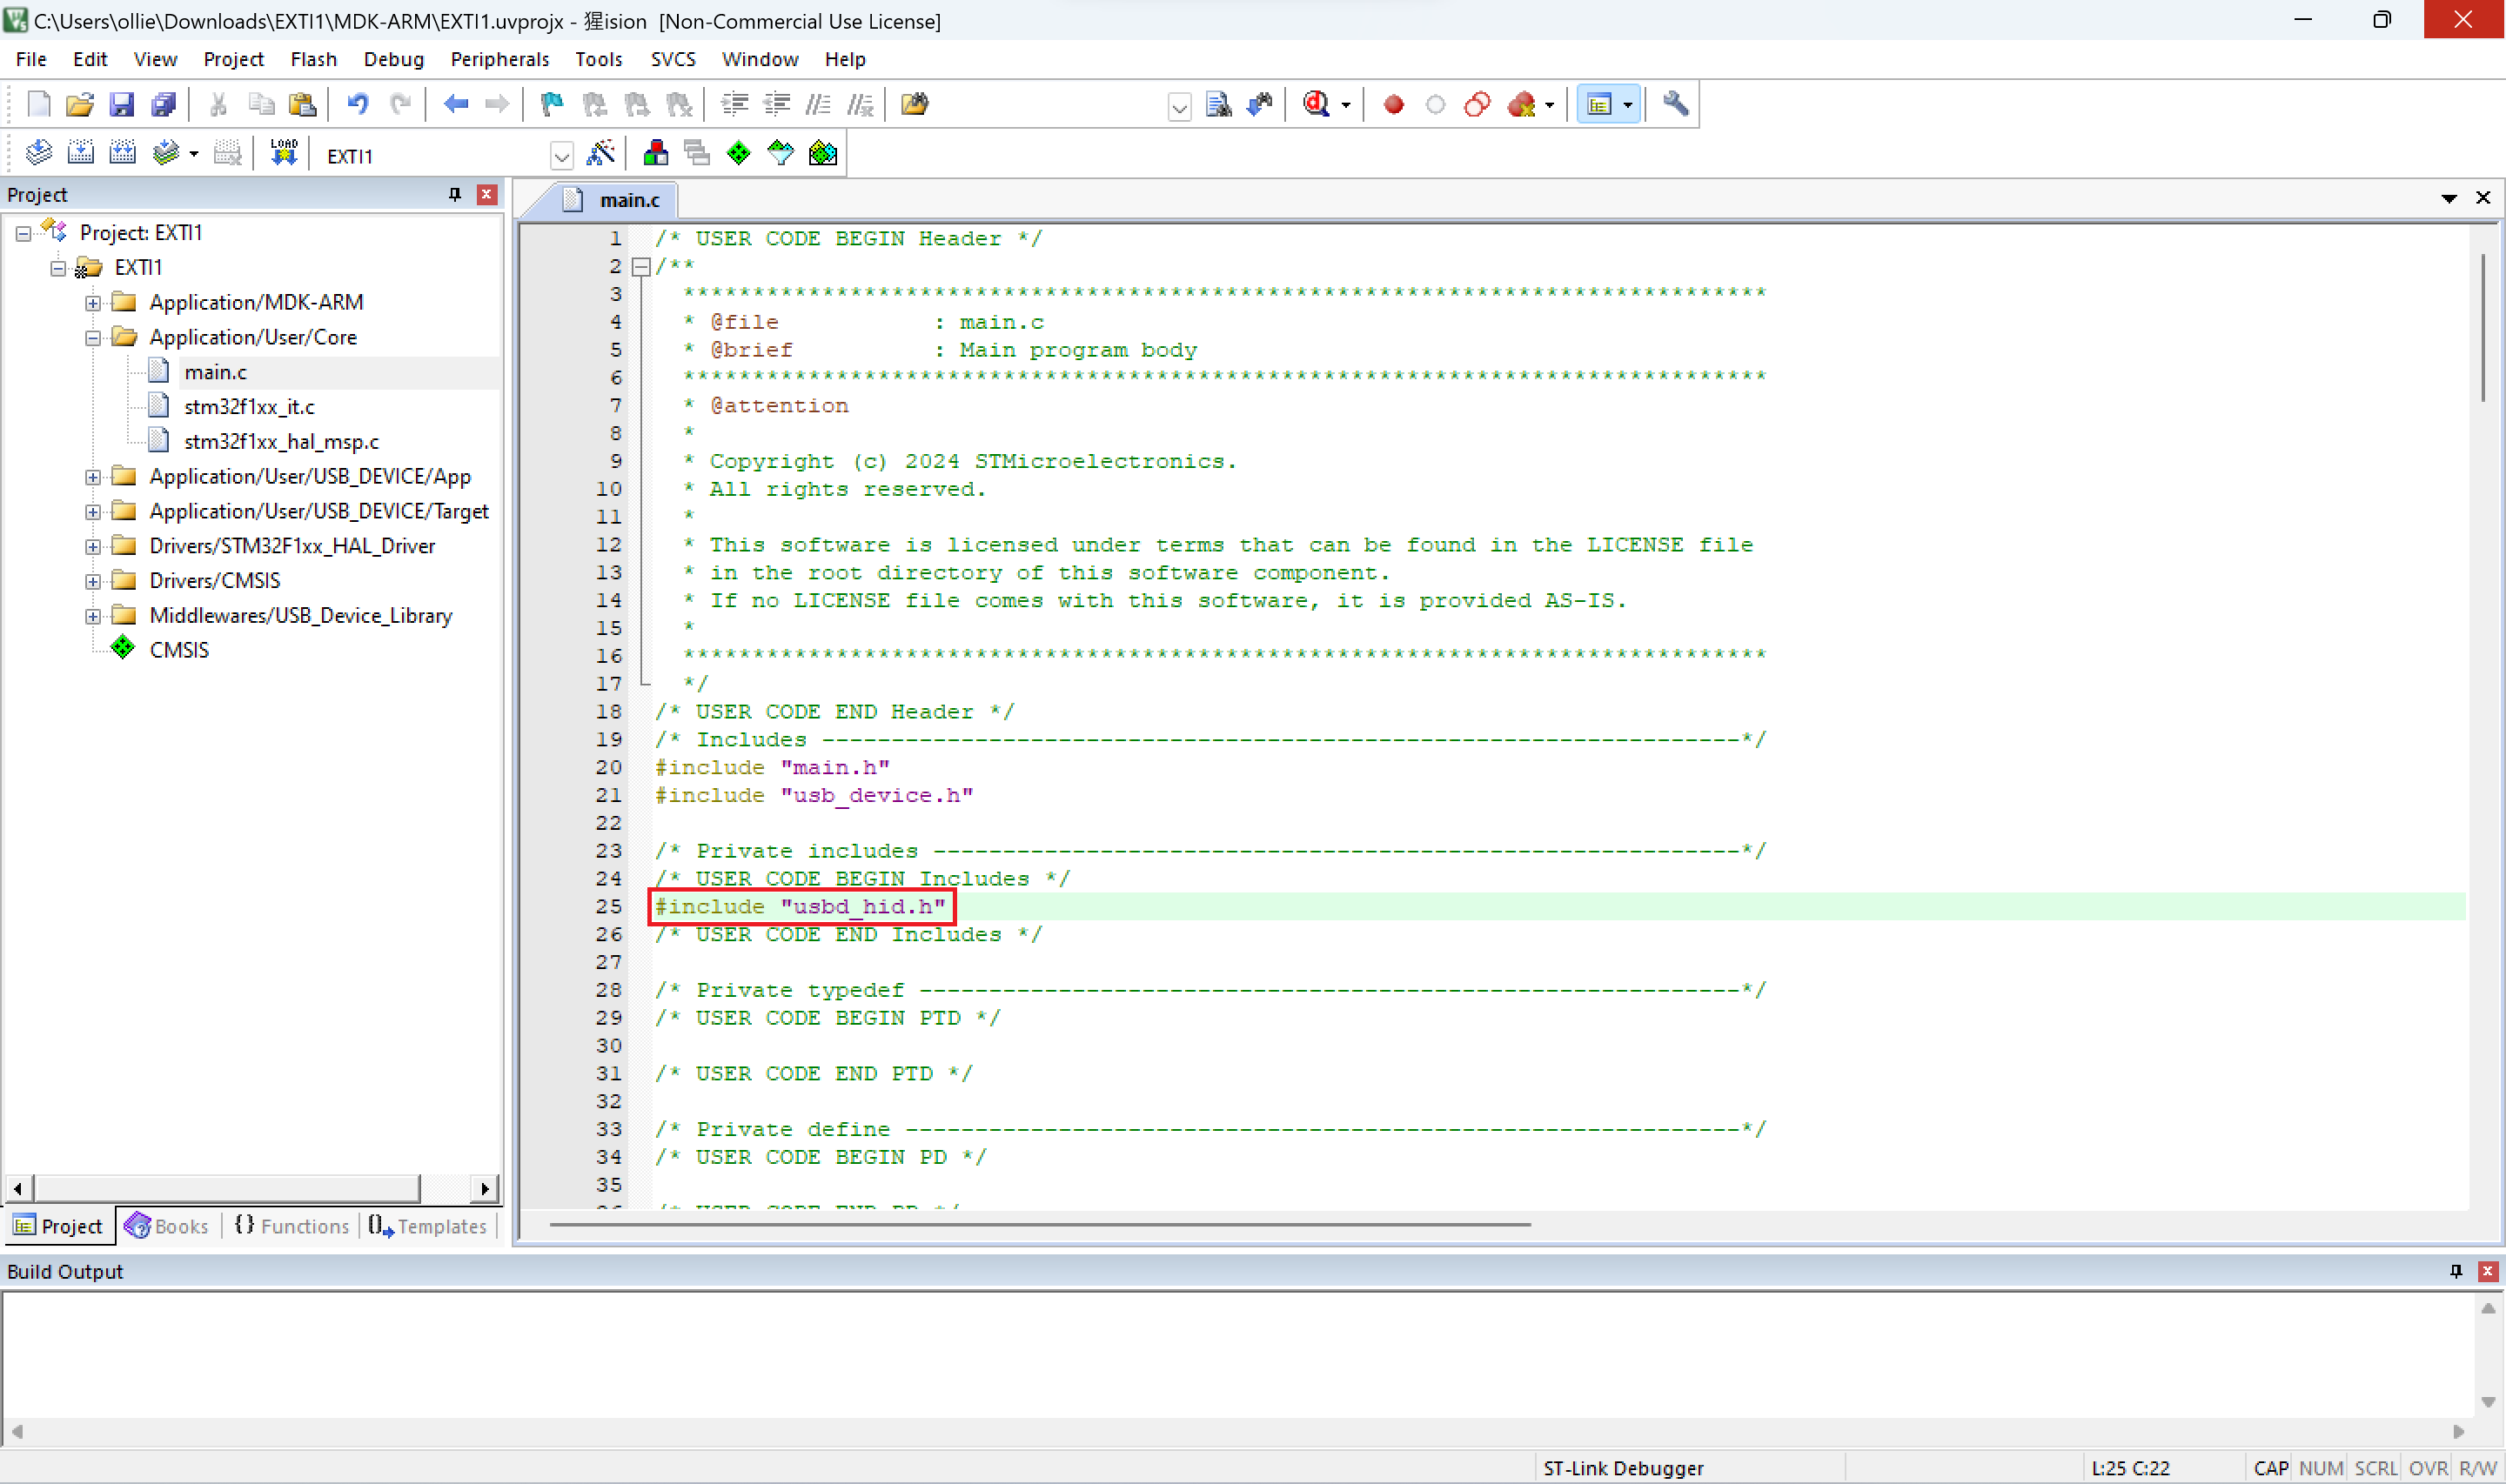 C:\Users\ollie\Downloads\EXTI1\MDK-ARM\EXTI1.uvprojx - 猩ision [Non-Commercial Use License]
File Edit View Project Flash Debug Peripherals Tools SVCS Window Help
LOAD EXTI1
Project
Project: EXTI1
EXTI1
Application/MDK-ARM
Application/User/Core
main.c
stm32f1xx_it.c
stm32f1xx_hal_msp.c
Application/User/USB_DEVICE/App
Application/User/USB_DEVICE/Target
Drivers/STM32F1xx_HAL_Driver
Drivers/CMSIS
Middlewares/USB_Device_Library
CMSIS
Project Books Functions Templates
main.c
1 /* USER CODE BEGIN Header */
2 /**
3 ******************************************************************************
4 * @file : main.c
5 * @brief : Main program body
6 ******************************************************************************
7 * @attention
8 *
9 * Copyright (c) 2024 STMicroelectronics.
10 * All rights reserved.
11 *
12 * This software is licensed under terms that can be found in the LICENSE file
13 * in the root directory of this software component.
14 * If no LICENSE file comes with this software, it is provided AS-IS.
15 *
16 ******************************************************************************
17 */
18 /* USER CODE END Header */
19 /* Includes ------------------------------------------------------------------*/
20 #include "main.h"
21 #include "usb_device.h"
22
23 /* Private includes ----------------------------------------------------------*/
24 /* USER CODE BEGIN Includes */
25 #include "usbd_hid.h"
26 /* USER CODE END Includes */
27
28 /* Private typedef -----------------------------------------------------------*/
29 /* USER CODE BEGIN PTD */
30
31 /* USER CODE END PTD */
32
33 /* Private define ------------------------------------------------------------*/
34 /* USER CODE BEGIN PD */
35
Build Output
ST-Link Debugger L:25 C:22 CAP NUM SCRL OVR R/W